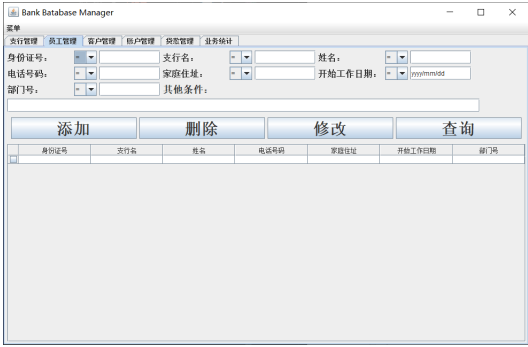 Bank Batabase Manager
菜单
支行管理 员工管理 客户管理 账户管理 贷款管理 业务统计
身份证号： = 支行名： = 姓名： =
电话号码： = 家庭住址： = 开始工作日期： = yyyy/mm/dd
部门号： = 其他条件：
添加 删除 修改 查询
身份证号 支行名 姓名 电话号码 家庭住址 开始工作日期 部门号